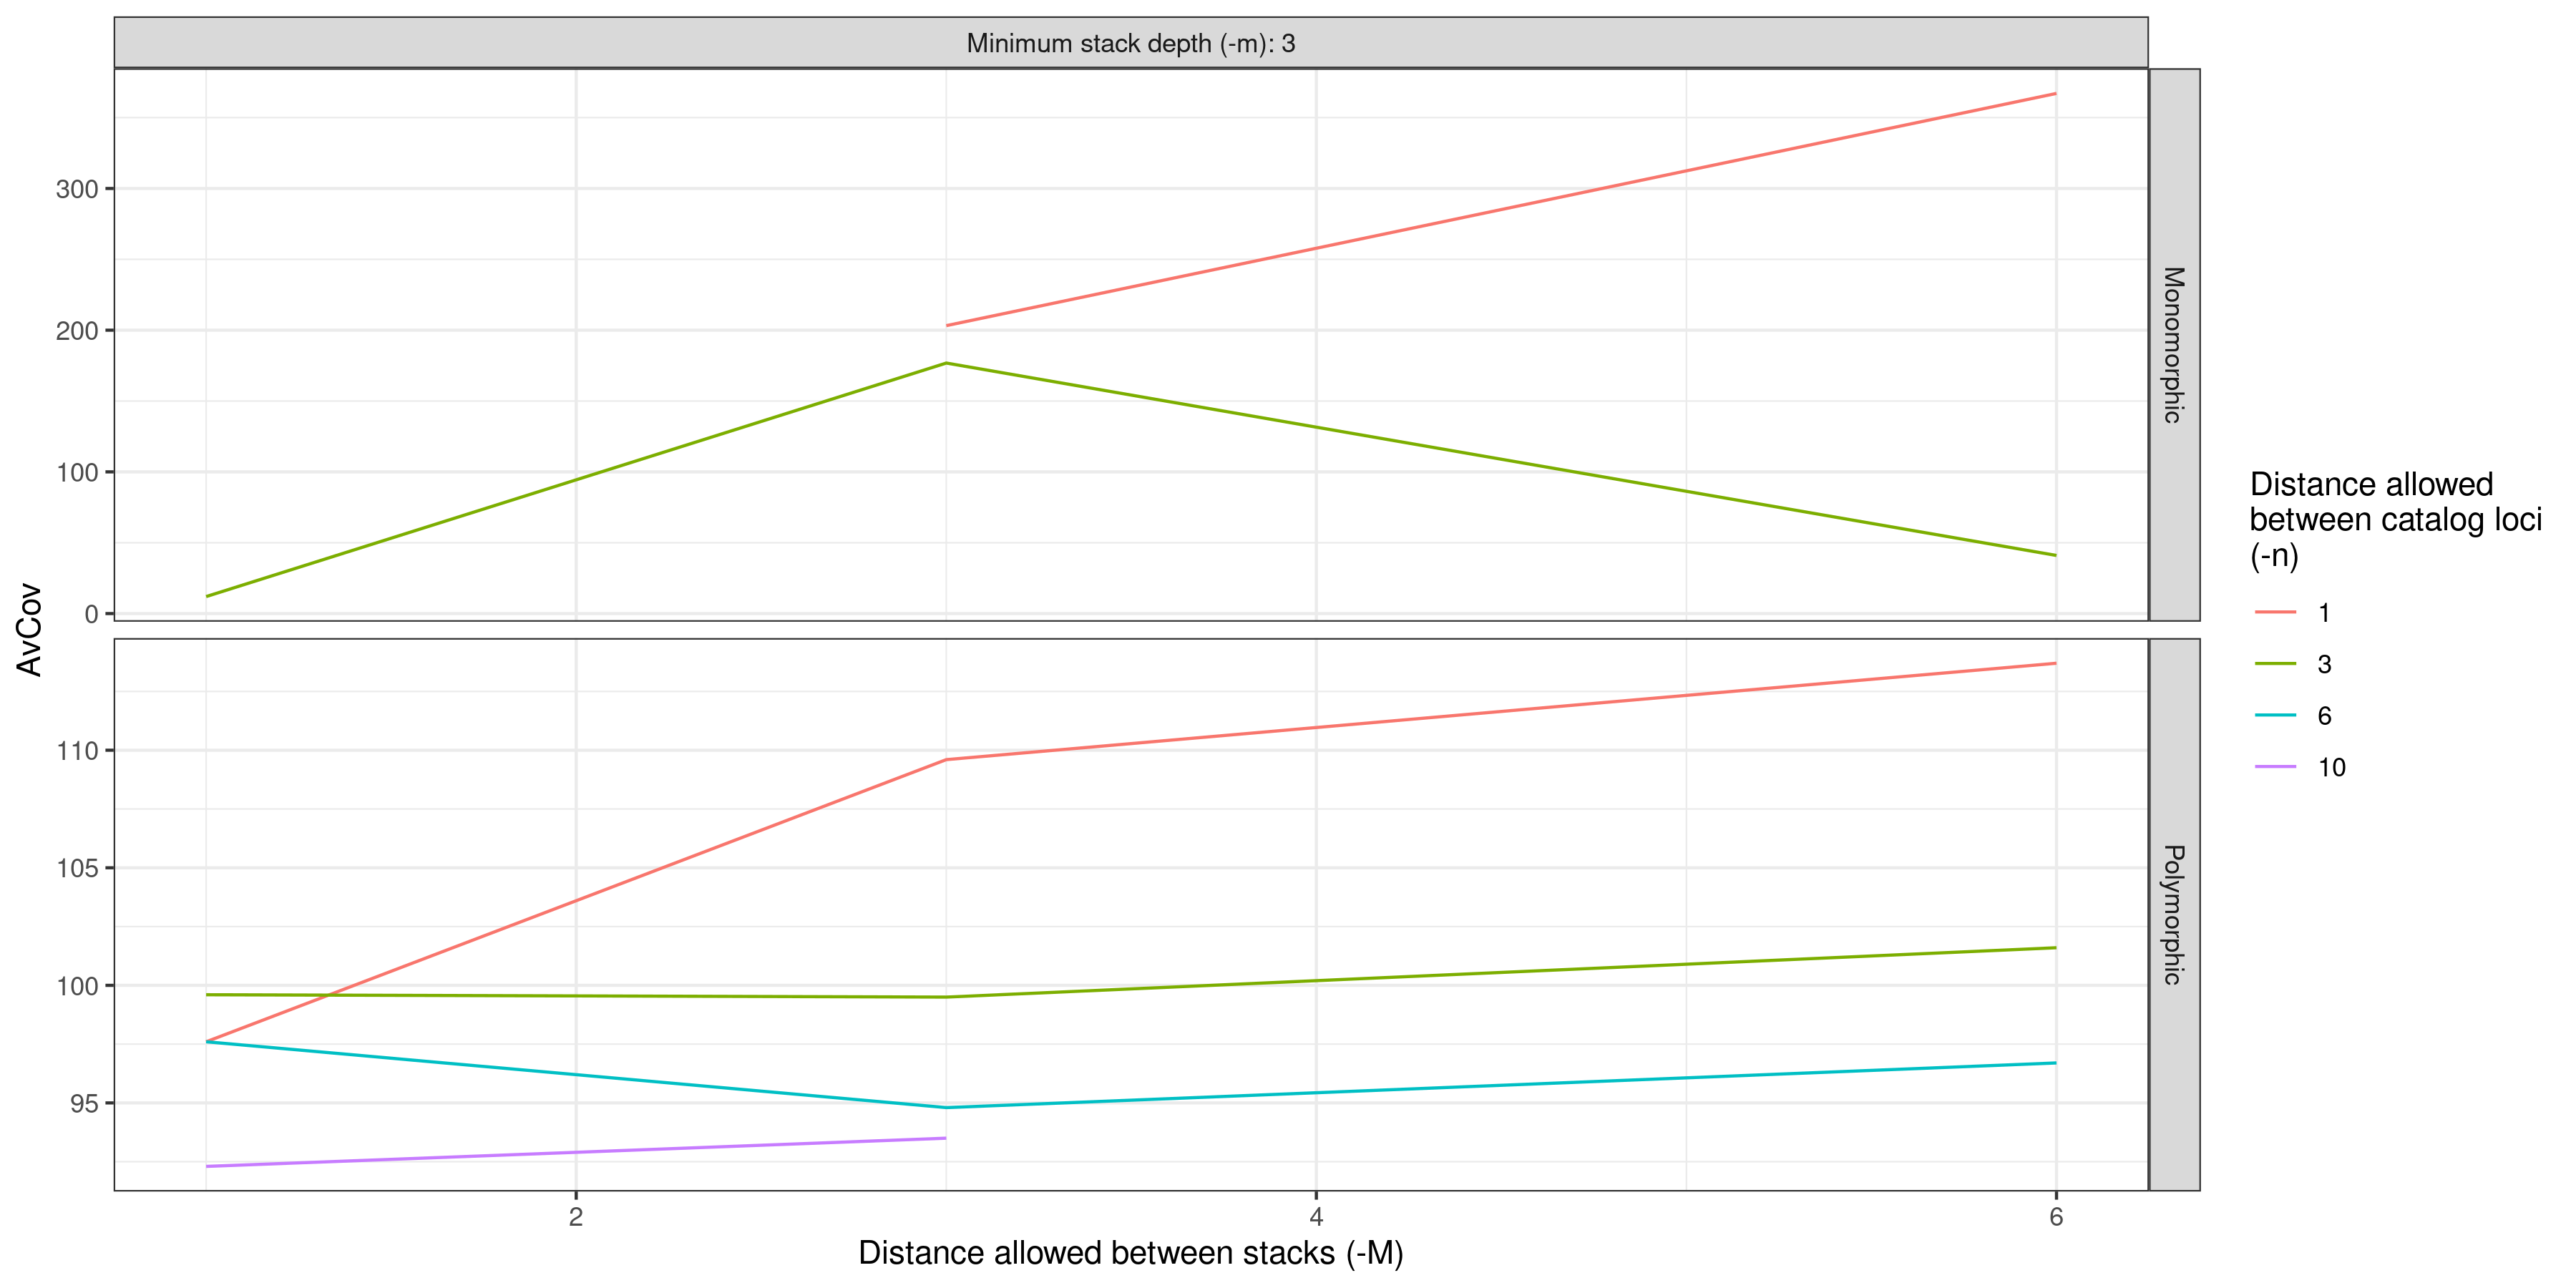 Minimum stack depth (-m): 3
300
200
100
0
Monomorphic
AvCov
110
105
100
95
Polymorphic
2
4
6
Distance allowed between stacks (-M)
Distance allowed
between catalog loci
(-n)
1
3
6
10